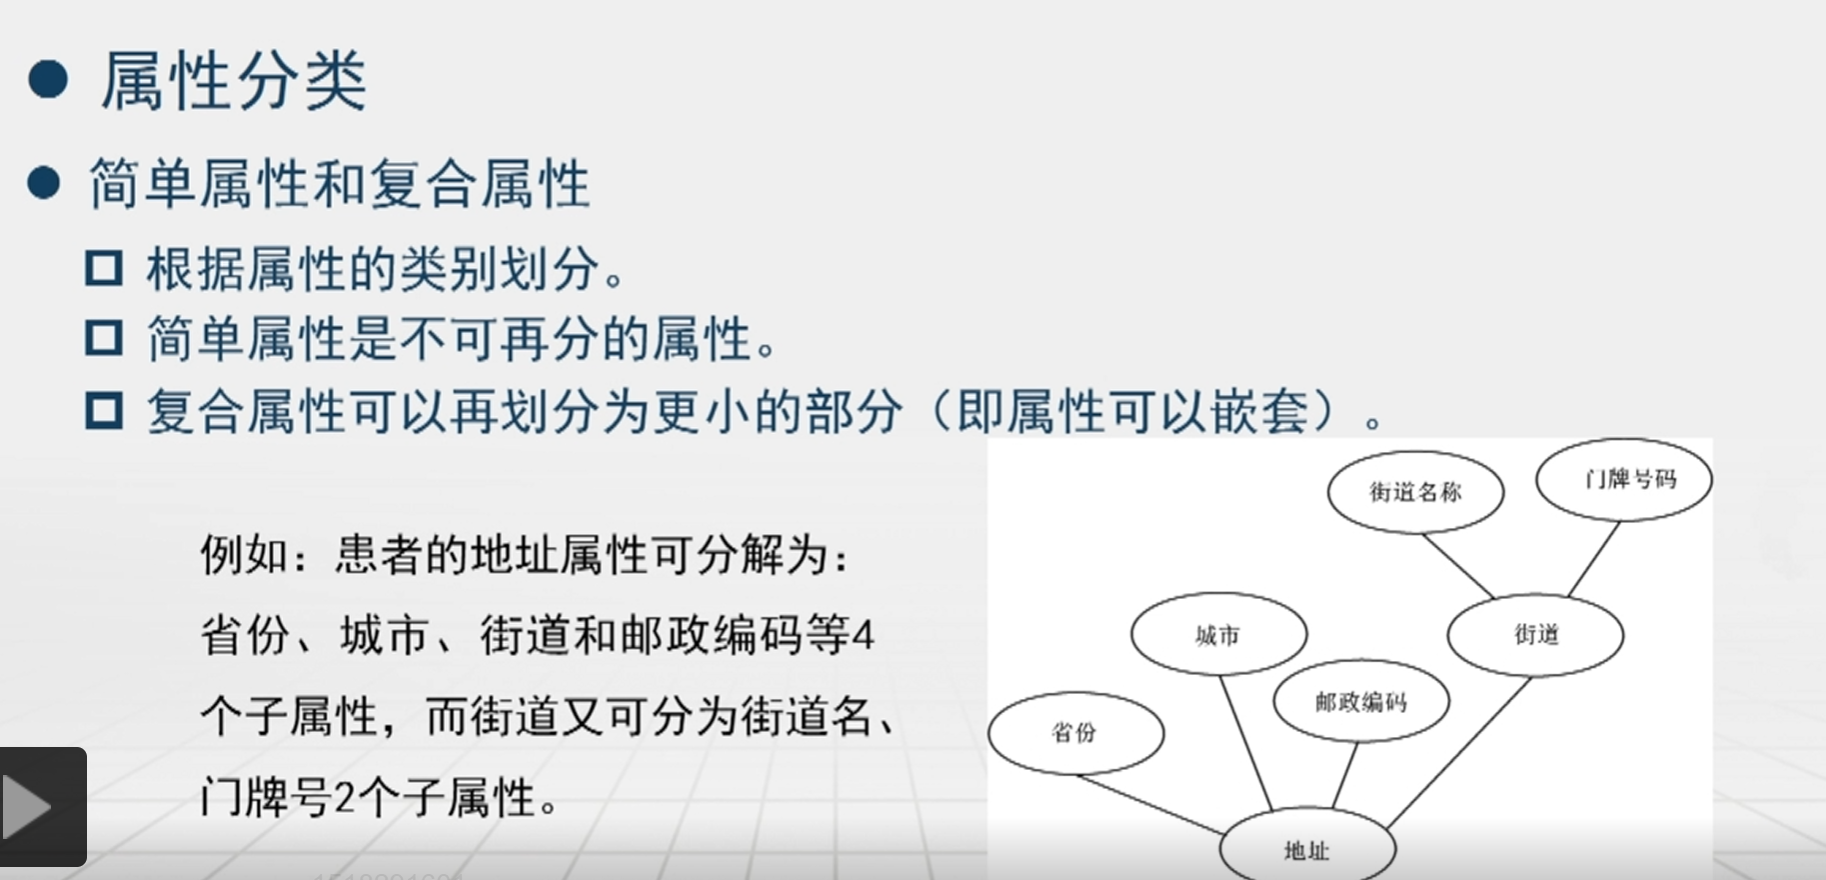 属性分类
简单属性和复合属性
根据属性的类别划分。
简单属性是不可再分的属性。
复合属性可以再划分为更小的部分（即属性可以嵌套）。
例如：患者的地址属性可分解为：
省份、城市、街道和邮政编码等4
个子属性，而街道又可分为街道名、
门牌号2个子属性。
街道名称
门牌号码
城市
街道
邮政编码
省份
地址